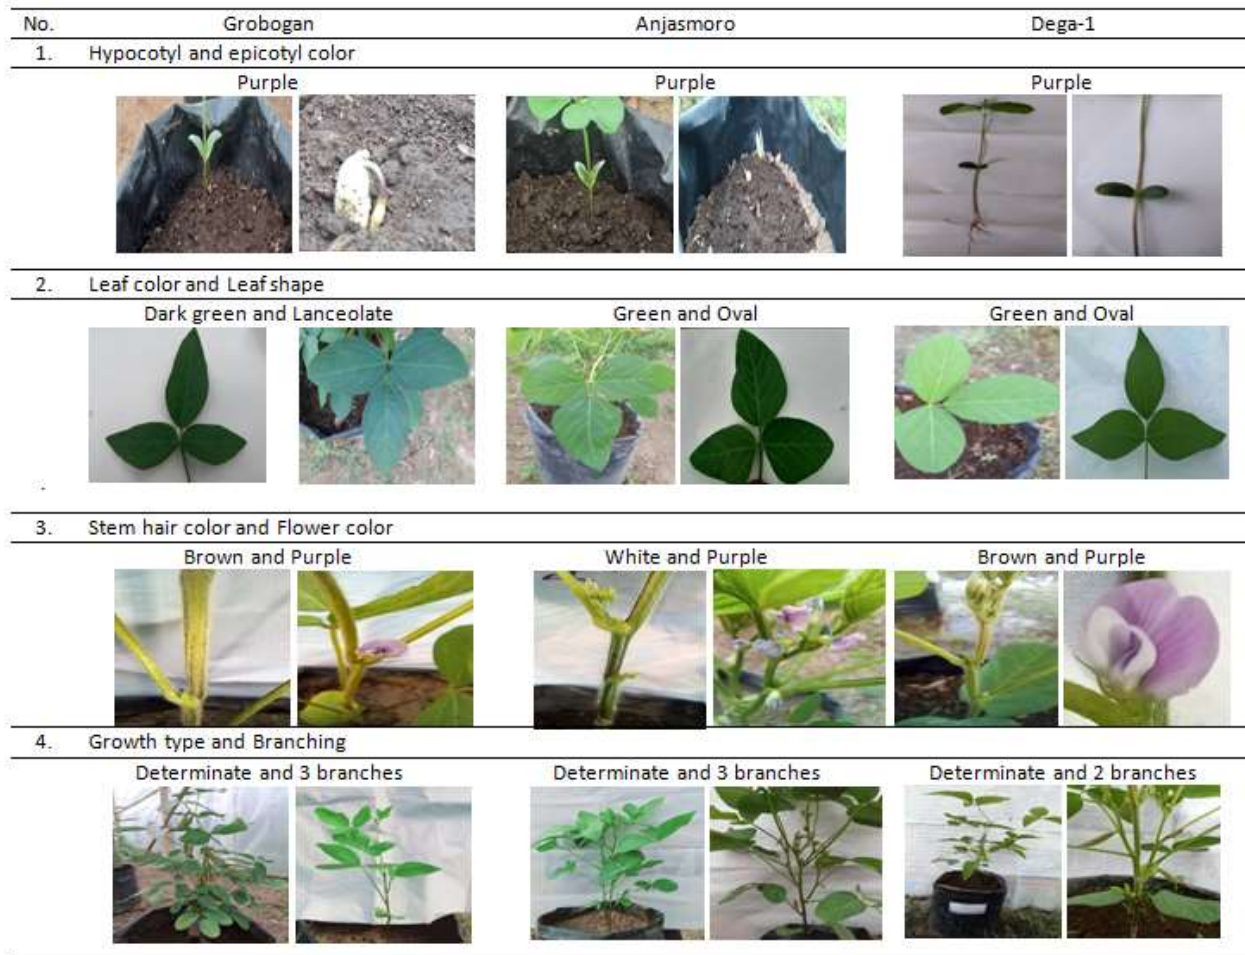 No. Grobogan Anjasmoro Dega-1
1. Hypocotyl and epicotyl color
Purple Purple Purple
2. Leaf color and Leaf shape
Dark green and Lanceolate Green and Oval Green and Oval
.
3. Stem hair color and Flower color
Brown and Purple White and Purple Brown and Purple
4. Growth type and Branching
Determinate and 3 branches Determinate and 3 branches Determinate and 2 branches